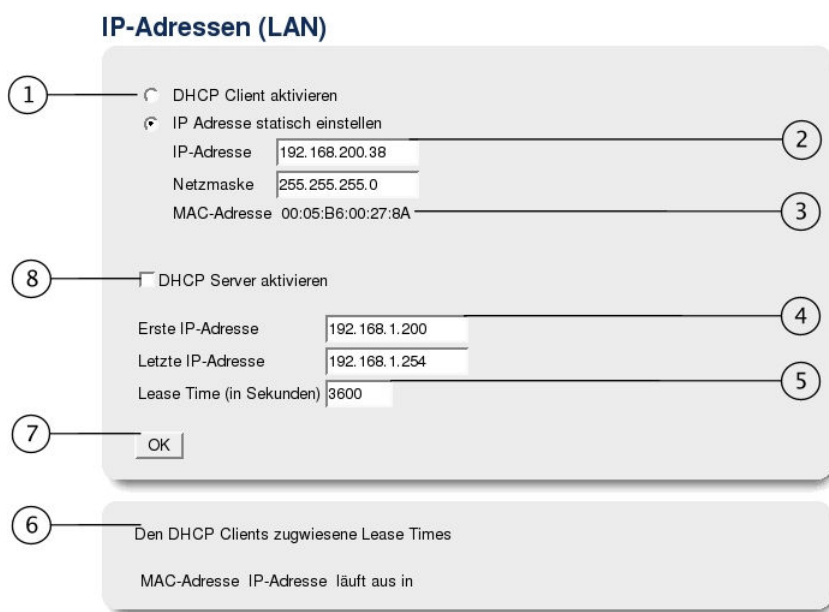 IP-Adressen (LAN)
1 DHCP Client aktivieren
IP Adresse statisch einstellen
IP-Adresse 192.168.200.38 2
Netzmaske 255.255.255.0
MAC-Adresse 00:05:B6:00:27:8A 3
8 DHCP Server aktivieren
Erste IP-Adresse 192.168.1.200 4
Letzte IP-Adresse 192.168.1.254
Lease Time (in Sekunden) 3600 5
7 OK
6 Den DHCP Clients zugwiesene Lease Times
MAC-Adresse IP-Adresse läuft aus in